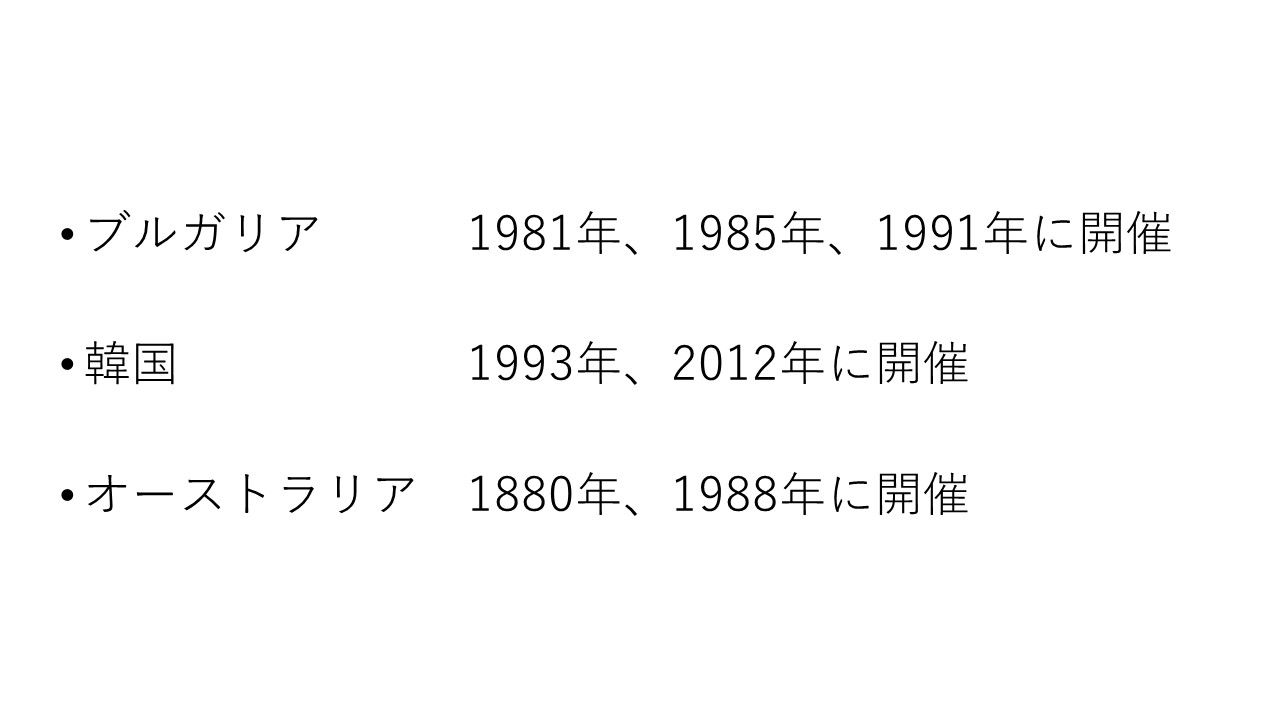 •ブルガリア　　　1981年、1985年、1991年に開催
•韓国　　　　　　1993年、2012年に開催
•オーストラリア　1880年、1988年に開催